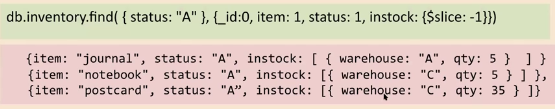 db.inventory.find( { status: "A" }, {_id:0, item: 1, status: 1, instock: {$slice: -1}})
{item: "journal", status: "A", instock: [ { warehouse: "A", qty: 5 } ] }
{item: "notebook", status: "A", instock: [{ warehouse: "C", qty: 5 } ] },
{item: "postcard", status: "A”, instock: [{ warehouse: "C", qty: 35 } ]}